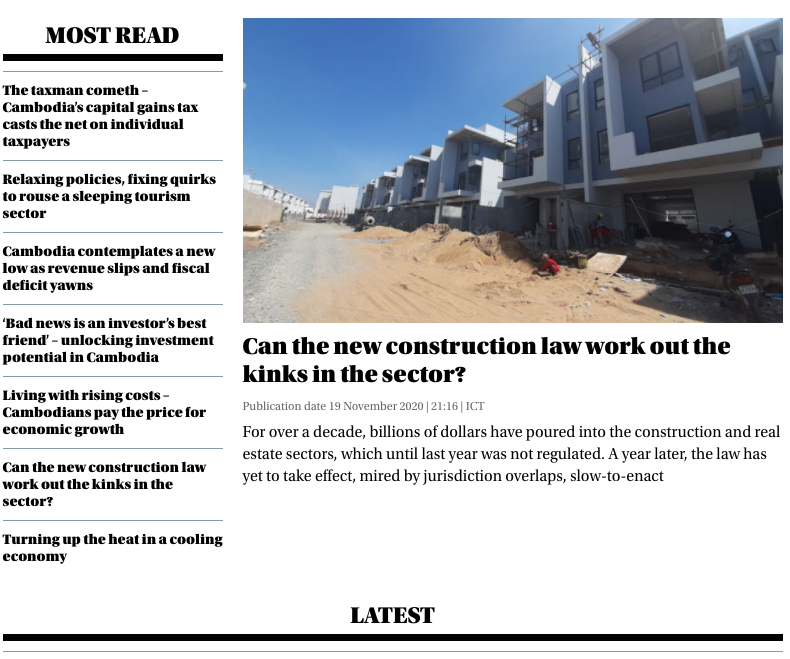 MOST READ
The taxman cometh –
Cambodia's capital gains tax
casts the net on individual
taxpayers
Relaxing policies, fixing quirks
to rouse a sleeping tourism
sector
Cambodia contemplates a new
low as revenue slips and fiscal
deficit yawns
‘Bad news is an investor’s best
friend’ – unlocking investment
potential in Cambodia
Living with rising costs –
Cambodians pay the price for
economic growth
Can the new construction law
work out the kinks in the
sector?
Turning up the heat in a cooling
economy
Can the new construction law work out the
kinks in the sector?
Publication date 19 November 2020 | 21:16 | ICT
For over a decade, billions of dollars have poured into the construction and real
estate sectors, which until last year was not regulated. A year later, the law has
yet to take effect, mired by jurisdiction overlaps, slow-to-enact
LATEST